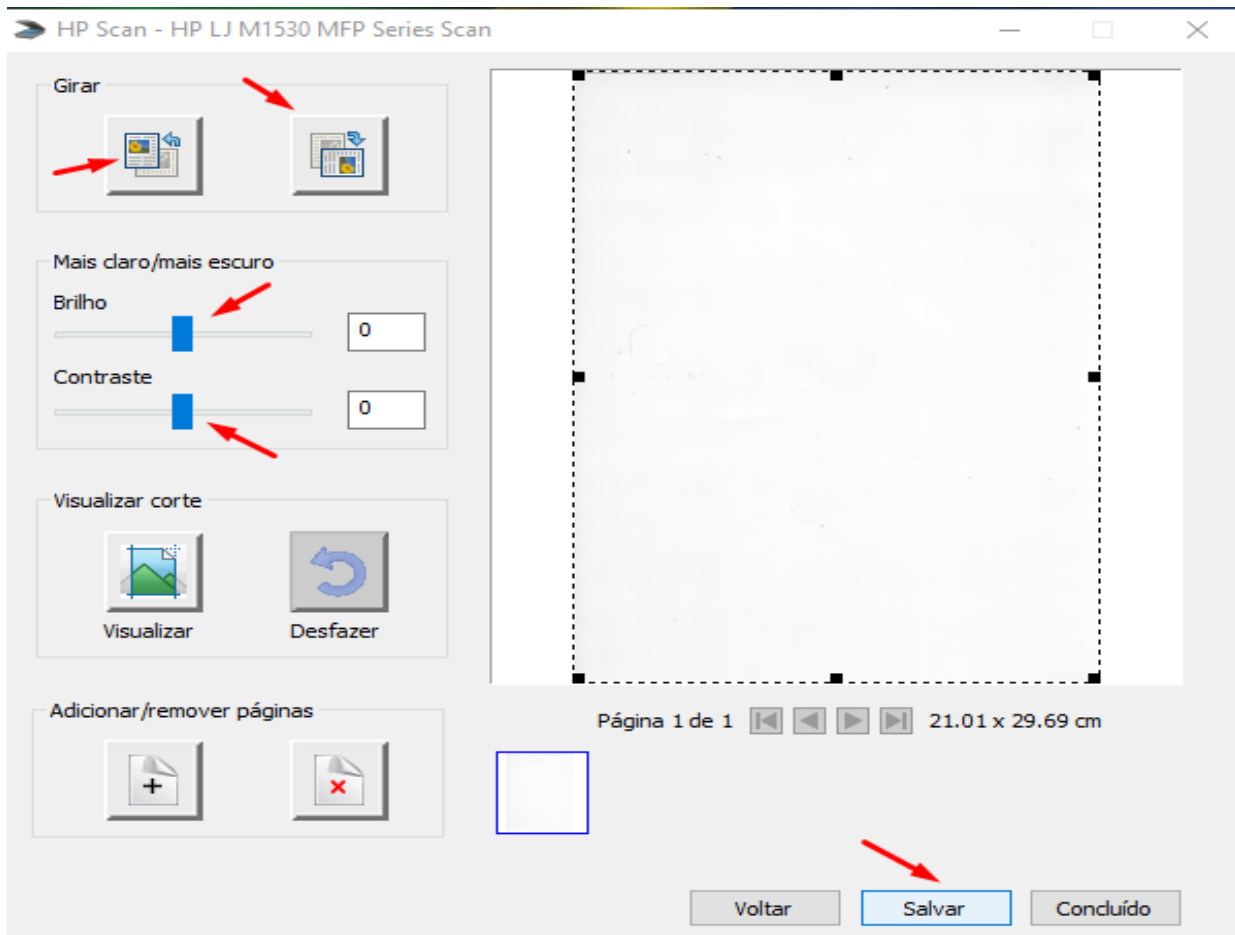 HP Scan - HP LJ M1530 MFP Series Scan
Girar
Mais claro/mais escuro
Brilho
0
Contraste
0
Visualizar corte
Visualizar
Desfazer
Adicionar/remover páginas
Página 1 de 1
21.01 x 29.69 cm
Voltar
Salvar
Concluído